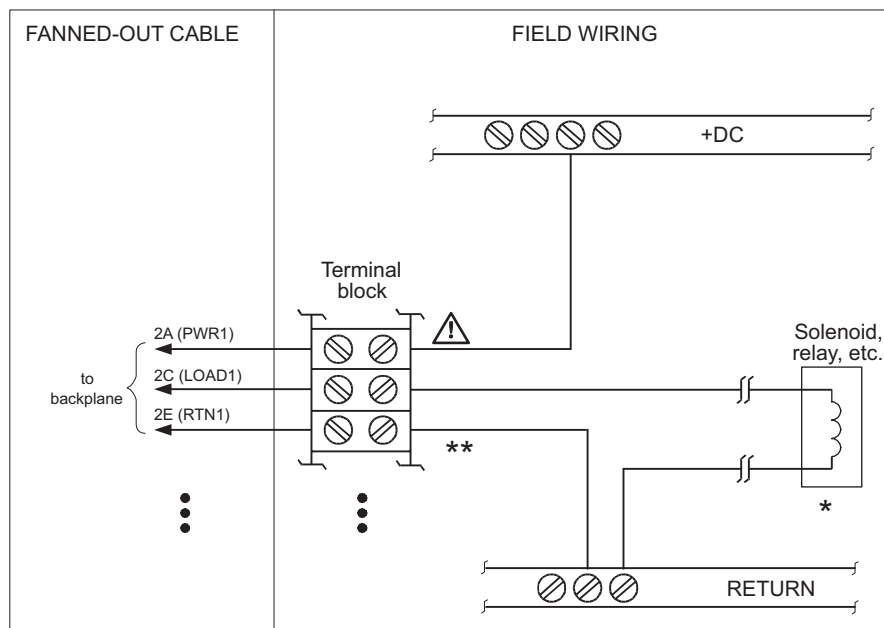 FANNED-OUT CABLE
FIELD WIRING
+DC
Terminal
block
Solenoid,
relay, etc.
2A (PWR1)
2C (LOAD1)
2E (RTN1)
to
backplane
**
*
RETURN